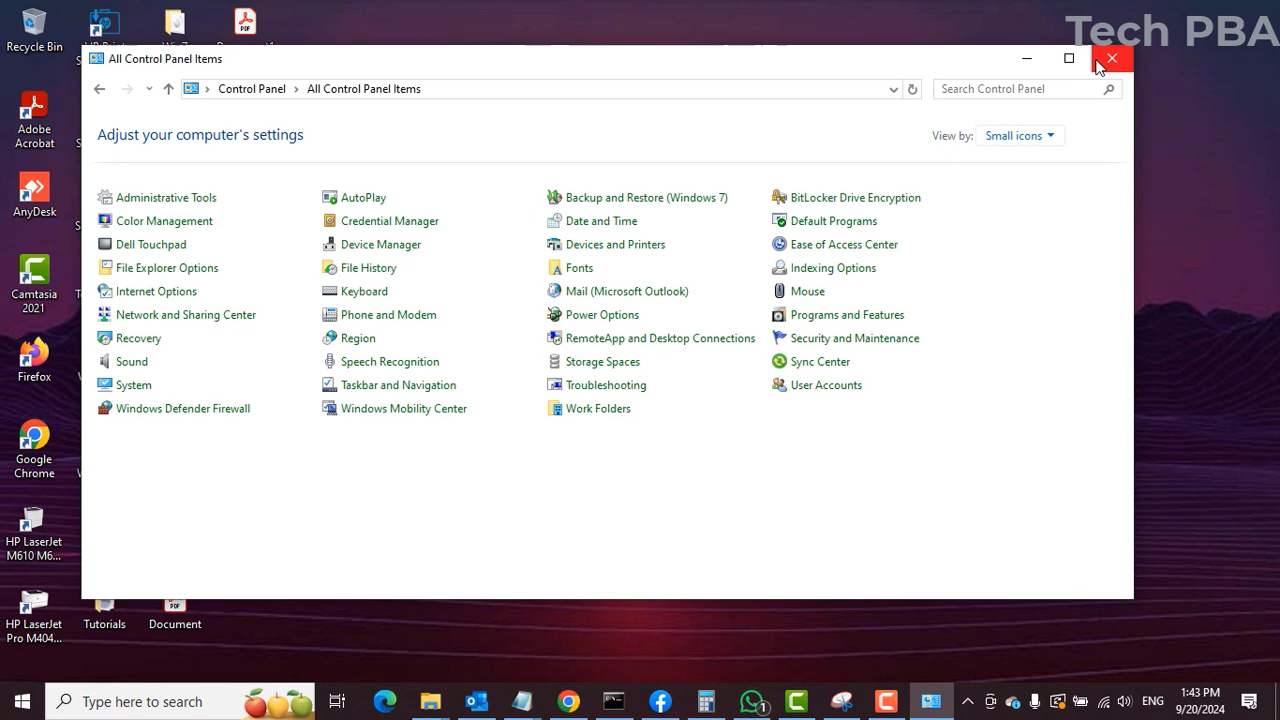 Tech PBA
Recycle Bin
All Control Panel Items
Control Panel
All Control Panel Items
Search Control Panel
Adjust your computer's settings
View by:
Small icons
Administrative Tools
AutoPlay
Backup and Restore (Windows 7)
BitLocker Drive Encryption
Color Management
Credential Manager
Date and Time
Default Programs
Dell Touchpad
Device Manager
Devices and Printers
Ease of Access Center
File Explorer Options
File History
Fonts
Indexing Options
Internet Options
Keyboard
Mail (Microsoft Outlook)
Mouse
Network and Sharing Center
Phone and Modem
Power Options
Programs and Features
Recovery
Region
RemoteApp and Desktop Connections
Security and Maintenance
Sound
Speech Recognition
Storage Spaces
Sync Center
System
Taskbar and Navigation
Troubleshooting
User Accounts
Windows Defender Firewall
Windows Mobility Center
Work Folders
Adobe
Acrobat
AnyDesk
Camtasia
2021
Firefox
Google
Chrome
HP LaserJet
M610 M6...
HP LaserJet
Pro M404...
Tutorials
Document
Type here to search
1
ENG
1:43 PM
9/20/2024